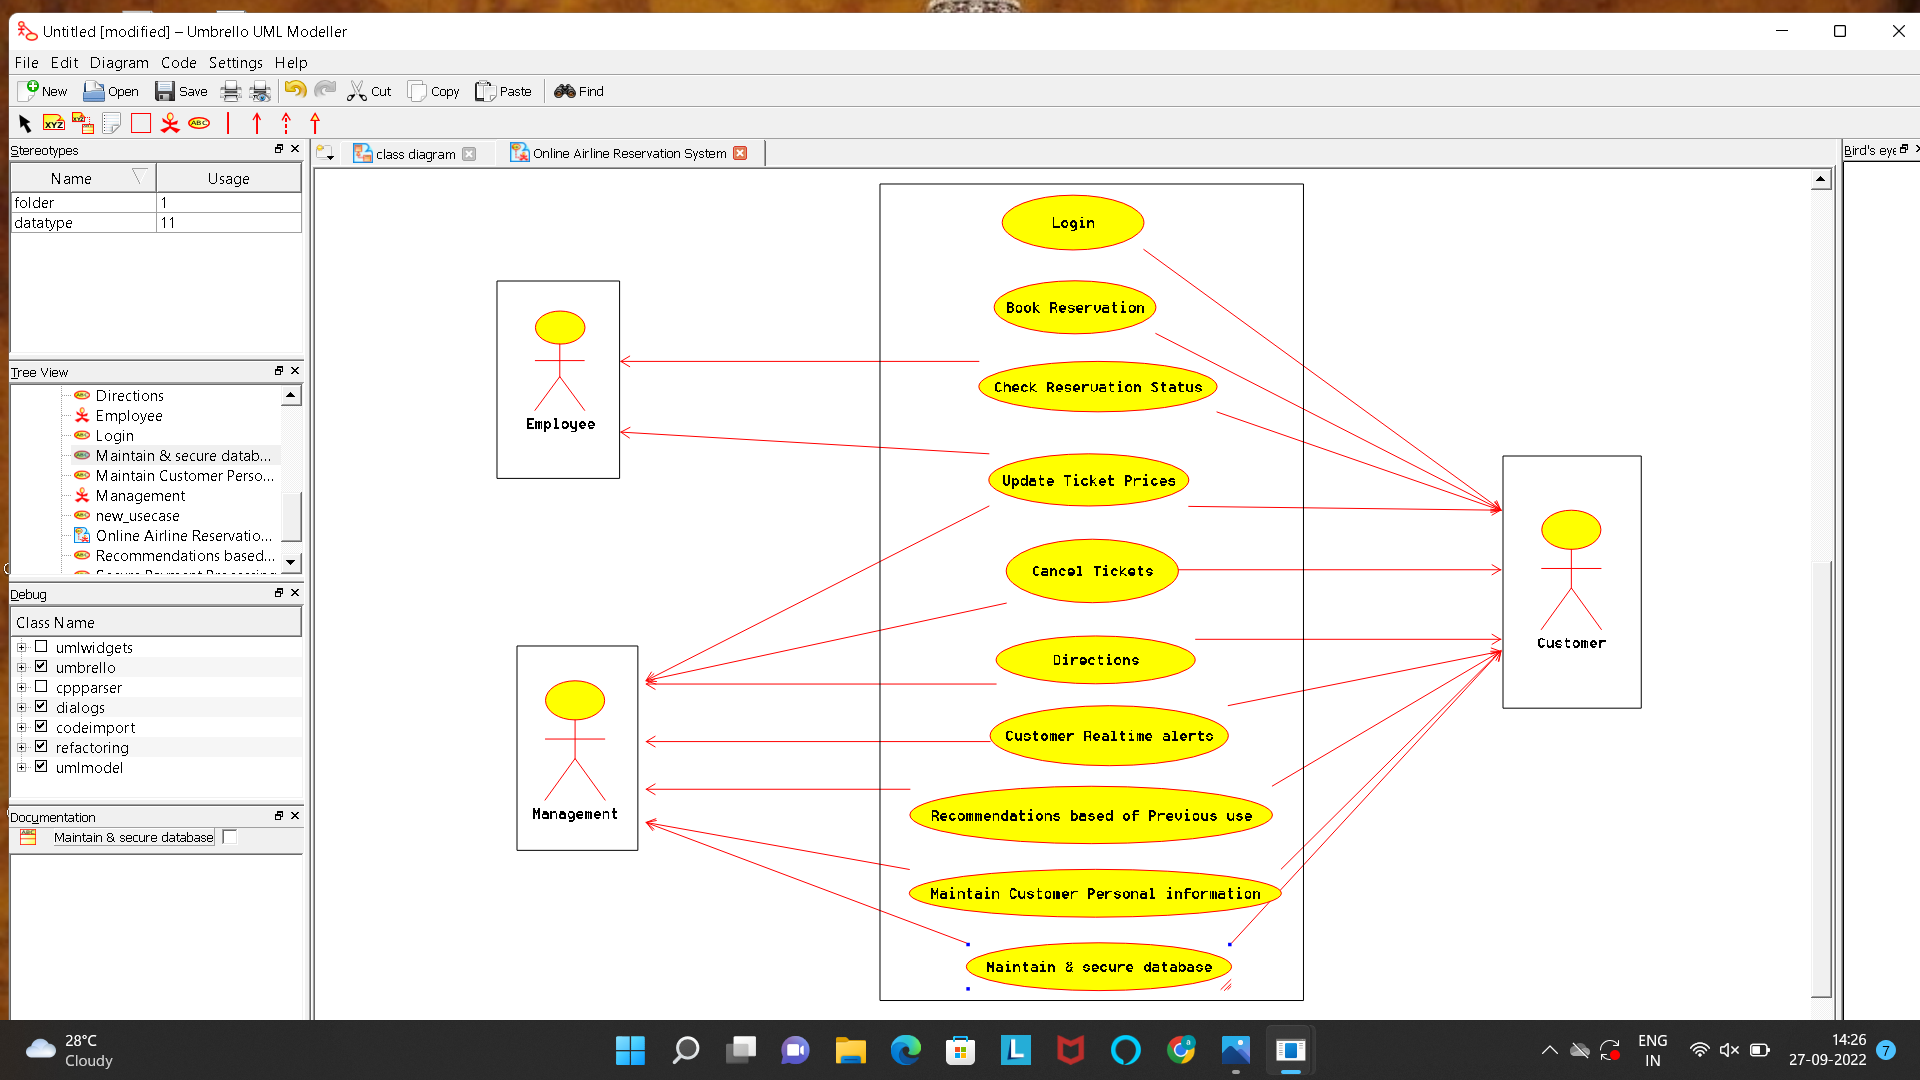 Untitled [modified] – Umbrello UML Modeller
File Edit Diagram Code Settings Help
New Open Save Cut Copy Paste Find
XYZ XYZ ABC
Stereotypes
Name Usage
folder 1
datatype 11
Tree View
Directions
Employee
Login
Maintain & secure datab...
Maintain Customer Perso...
Management
new_usecase
Online Airline Reservatio...
Recommendations based...
Debug
Class Name
umlwidgets
umbrello
cppparser
dialogs
codeimport
refactoring
umlmodel
Documentation
Maintain & secure database
class diagram
Online Airline Reservation System
Bird's eye
Login
Book Reservation
Check Reservation Status
Update Ticket Prices
Cancel Tickets
Directions
Customer Realtime alerts
Recommendations based of Previous use
Maintain Customer Personal information
Maintain & secure database
Employee
Management
Customer
28°C
Cloudy
ENG
IN
14:26
27-09-2022
7